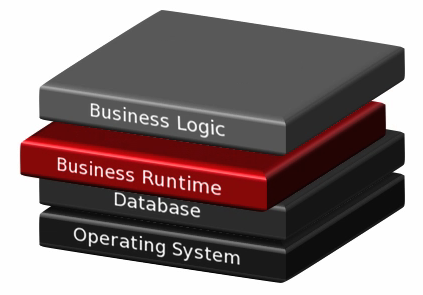 Business Logic
Business Runtime
Database
Operating System